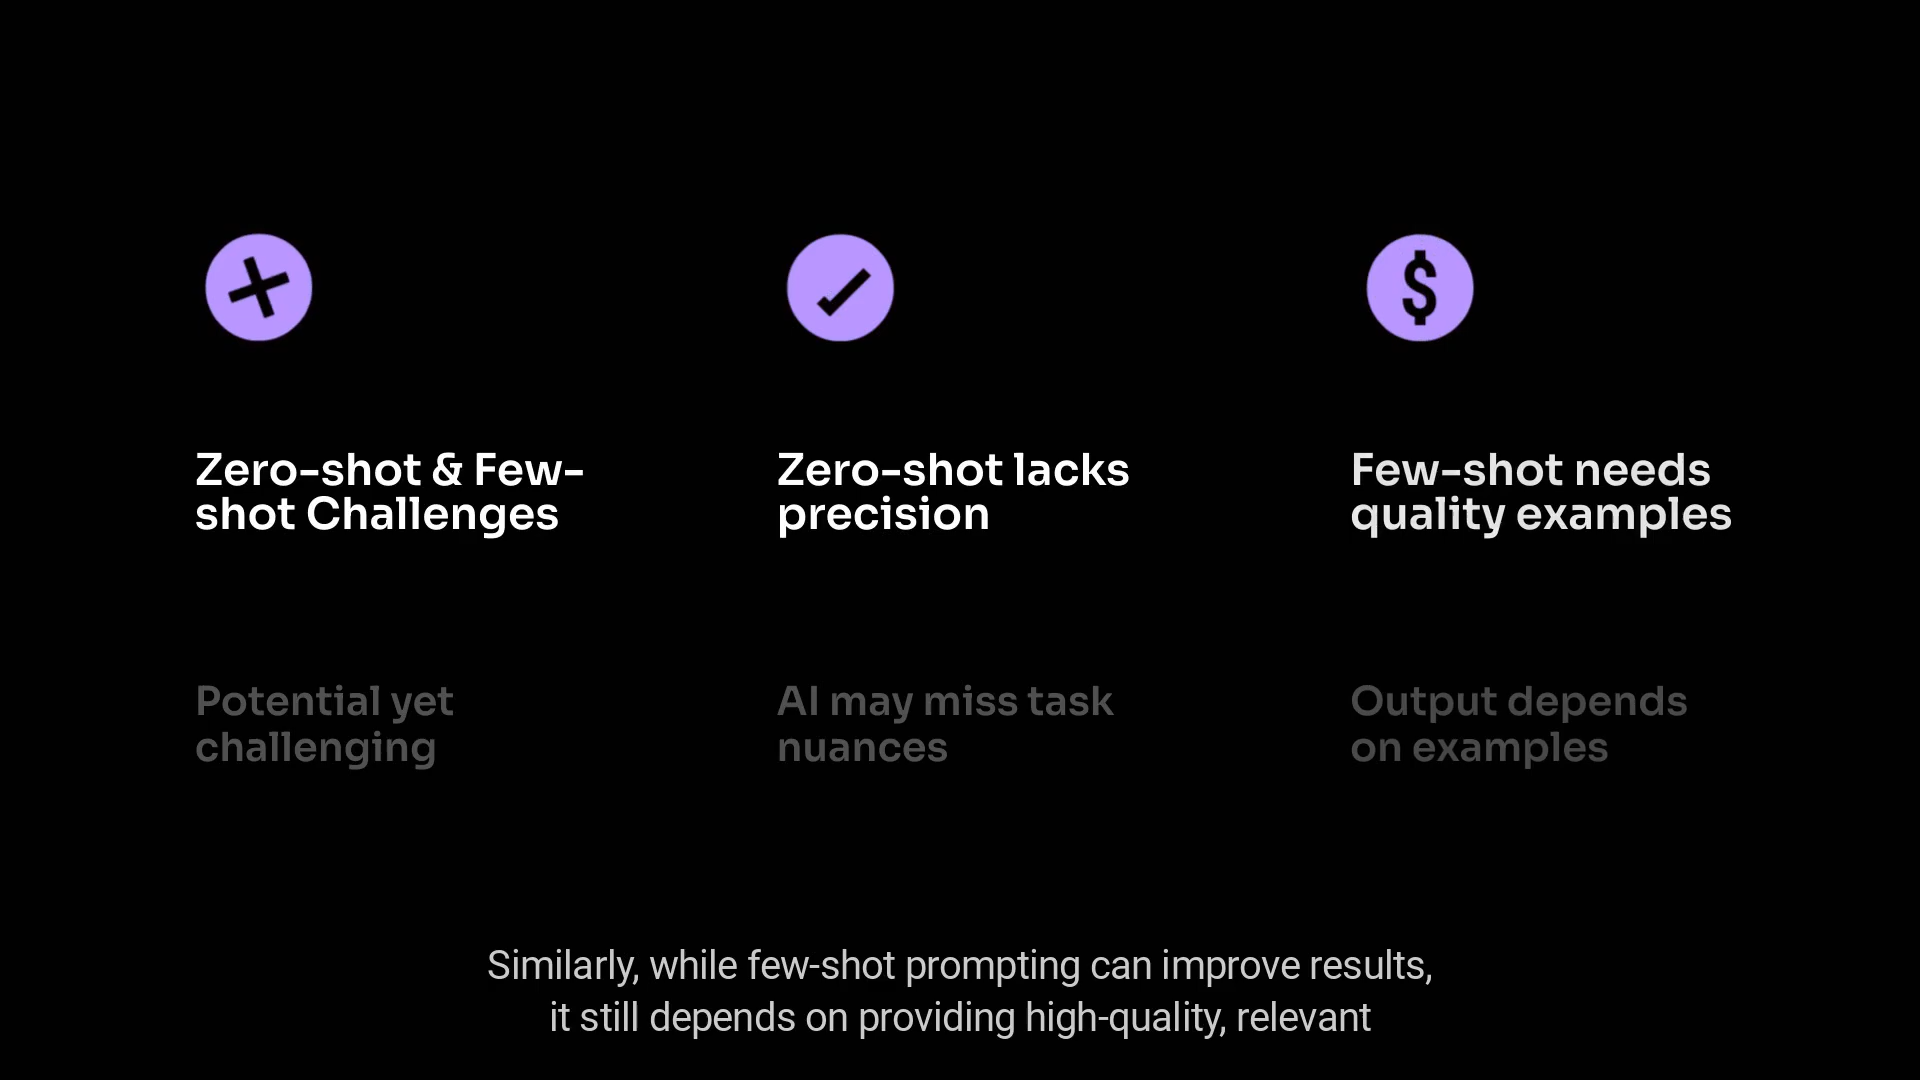 $
Zero-shot & Few-
shot Challenges
Zero-shot lacks
precision
Few-shot needs
quality examples
Potential yet
challenging
AI may miss task
nuances
Output depends
on examples
Similarly, while few-shot prompting can improve results,
it still depends on providing high-quality, relevant